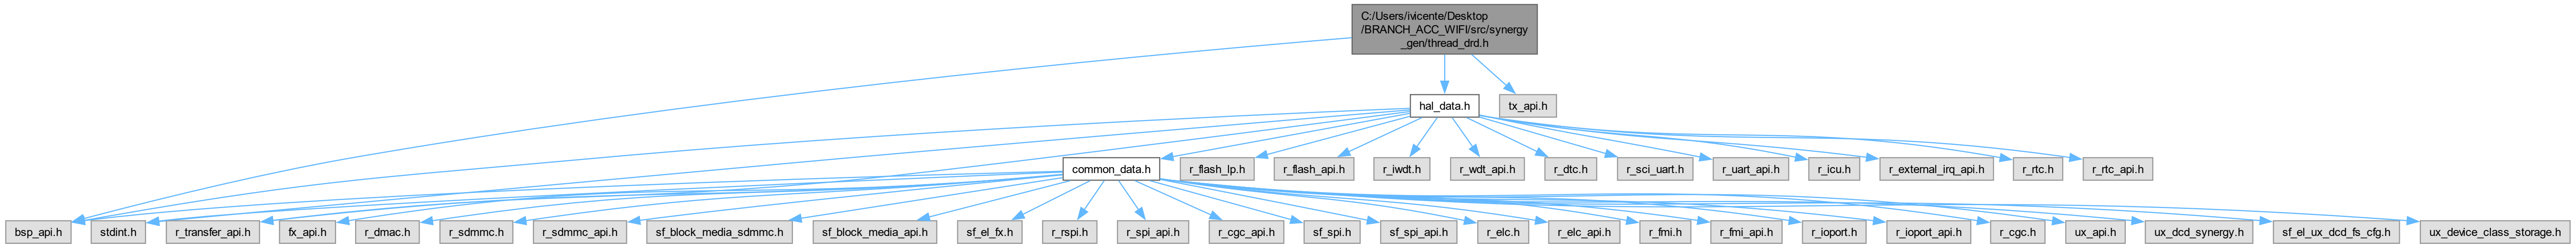 C:/Users/ivicente/Desktop
/BRANCH_ACC_WIFI/src/synergy
_gen/thread_drd.h
hal_data.h
tx_api.h
common_data.h
r_flash_lp.h
r_flash_api.h
r_iwdt.h
r_wdt_api.h
r_dtc.h
r_sci_uart.h
r_uart_api.h
r_icu.h
r_external_irq_api.h
r_rtc.h
r_rtc_api.h
bsp_api.h
stdint.h
r_transfer_api.h
fx_api.h
r_dmac.h
r_sdmmc.h
r_sdmmc_api.h
sf_block_media_sdmmc.h
sf_block_media_api.h
sf_el_fx.h
r_rspi.h
r_spi_api.h
r_cgc_api.h
sf_spi.h
sf_spi_api.h
r_elc.h
r_elc_api.h
r_fmi.h
r_fmi_api.h
r_ioport.h
r_ioport_api.h
r_cgc.h
ux_api.h
ux_dcd_synergy.h
sf_el_ux_dcd_fs_cfg.h
ux_device_class_storage.h